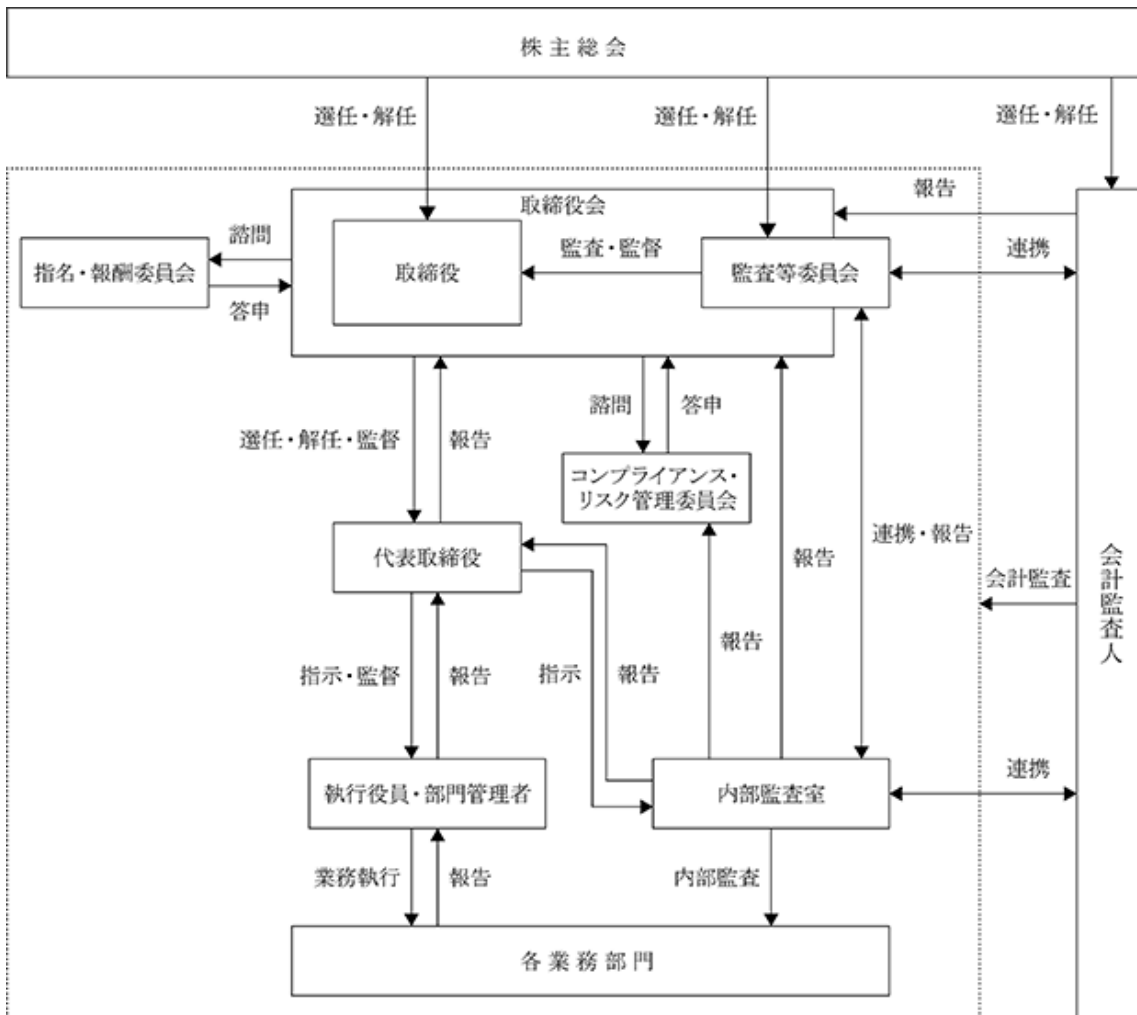 株主総会
選任・解任
選任・解任
選任・解任
取締役会
報告
諮問
指名・報酬委員会
答申
取締役
監査・監督
監査等委員会
連携
選任・解任・監督
報告
諮問
答申
コンプライアンス・
リスク管理委員会
代表取締役
連携・報告
報告
会計監査
会計監査人
指示・監督
報告
指示
報告
報告
執行役員・部門管理者
内部監査室
連携
業務執行
報告
内部監査
各業務部門